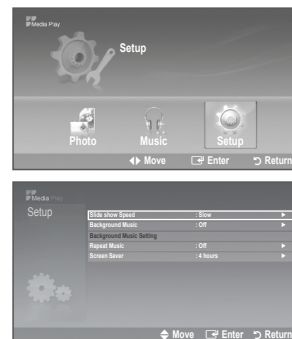 Media Play
Setup
Photo Music Setup
Move Enter Return
Media Play
Setup
Slide show Speed : Slow
Background Music : Off
Background Music Setting
Repeat Music : Off
Screen Saver : 4 hours
Move Enter Return